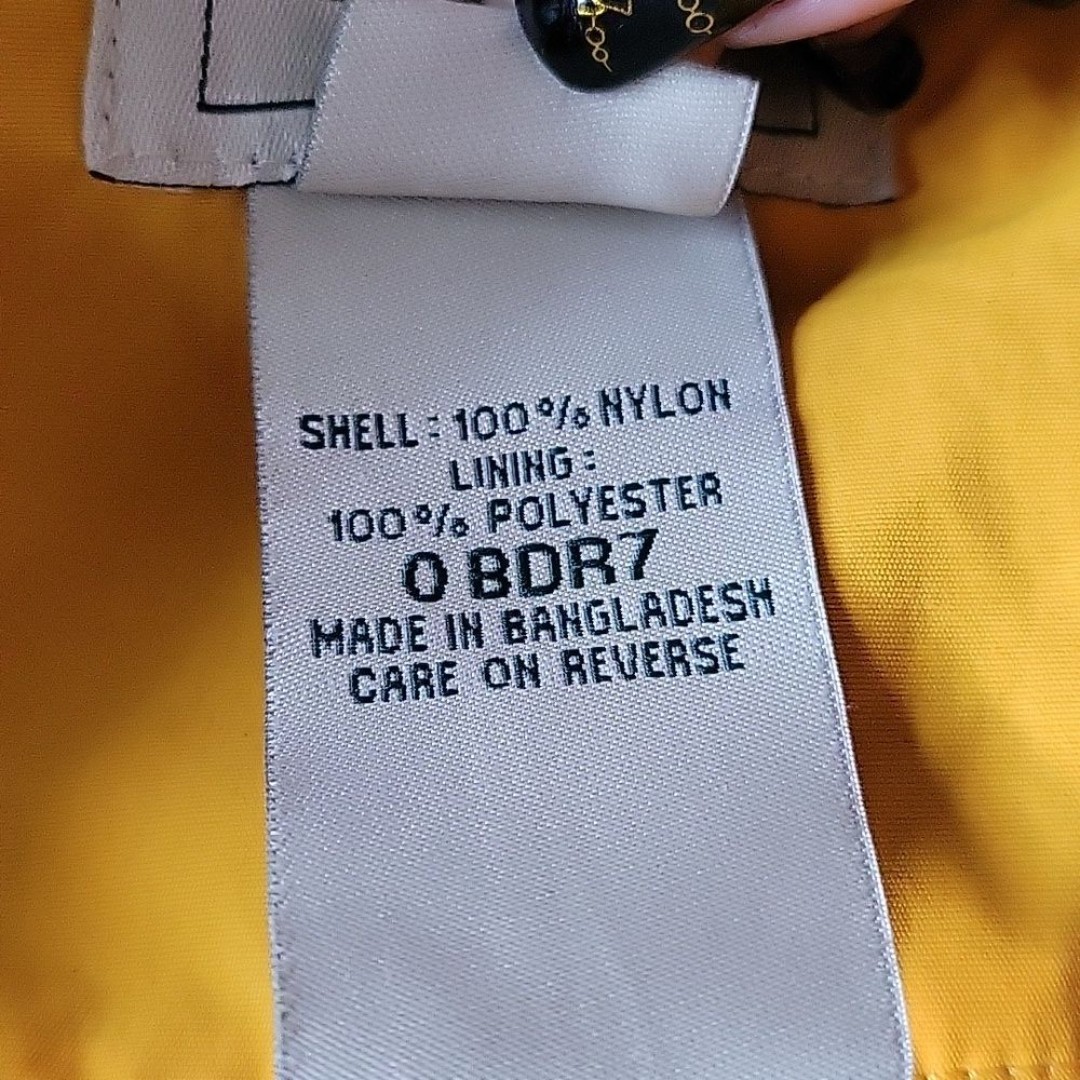 SHELL: 100% NYLON
LINING:
100% POLYESTER
0 BDR7
MADE IN BANGLADESH
CARE ON REVERSE